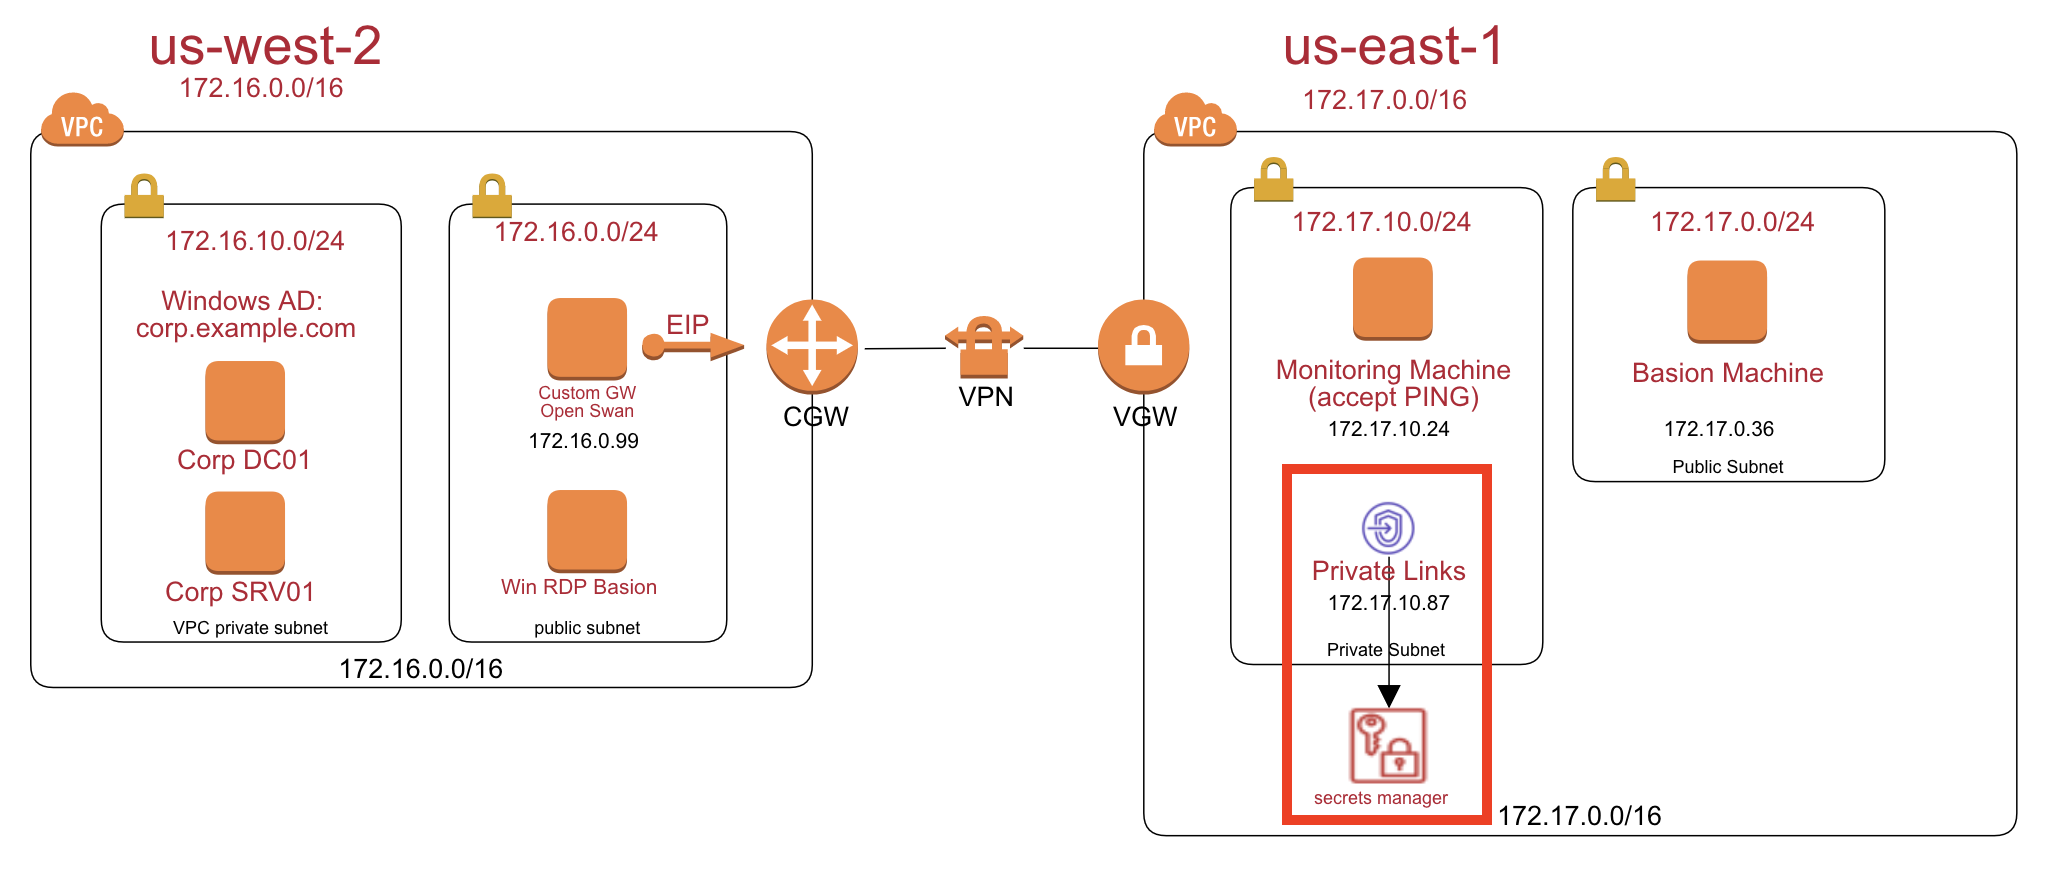 us-west-2
172.16.0.0/16
VPC
172.16.10.0/24
Windows AD:
corp.example.com
Corp DC01
Corp SRV01
VPC private subnet
172.16.0.0/24
Custom GW
Open Swan
172.16.0.99
EIP
Win RDP Basion
public subnet
172.16.0.0/16
CGW
VPN
VGW
us-east-1
172.17.0.0/16
VPC
172.17.10.0/24
Monitoring Machine
(accept PING)
172.17.10.24
Private Links
172.17.10.87
Private Subnet
secrets manager
172.17.0.0/24
Basion Machine
172.17.0.36
Public Subnet
172.17.0.0/16